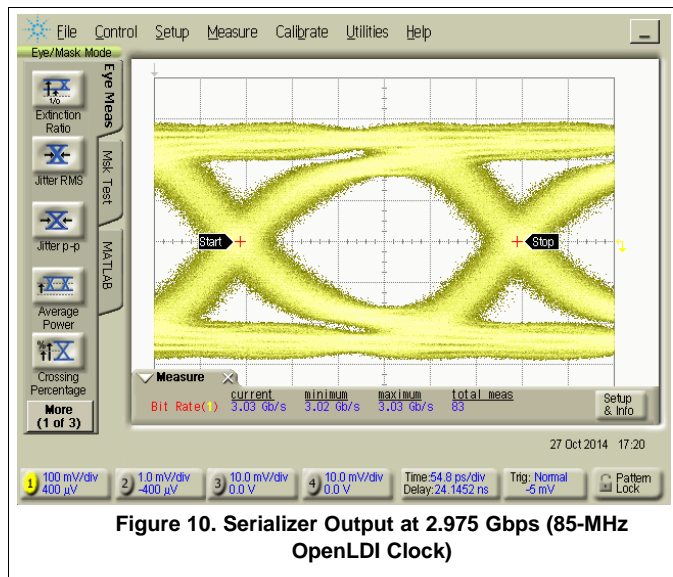 File Control Setup Measure Calibrate Utilities Help
Eye/Mask Mode
Eye Meas
Msk Test
MATLAB
1/0
Extinction
Ratio
Jitter RMS
Jitter p-p
Average
Power
%
Crossing
Percentage
More
(1 of 3)
Start
Stop
Measure
current minimum maximum total meas
Bit Rate(1) 3.03 Gb/s 3.02 Gb/s 3.03 Gb/s 83
Setup
& Info
27 Oct 2014 17:20
1 100 mV/div
400 µV
2 1.0 mV/div
-400 µV
3 10.0 mV/div
0.0 V
4 10.0 mV/div
0.0 V
Time:54.8 ps/div
Delay:24.1452 ns
Trig: Normal
-5 mV
Pattern
Lock
Figure 10. Serializer Output at 2.975 Gbps (85-MHz
OpenLDI Clock)